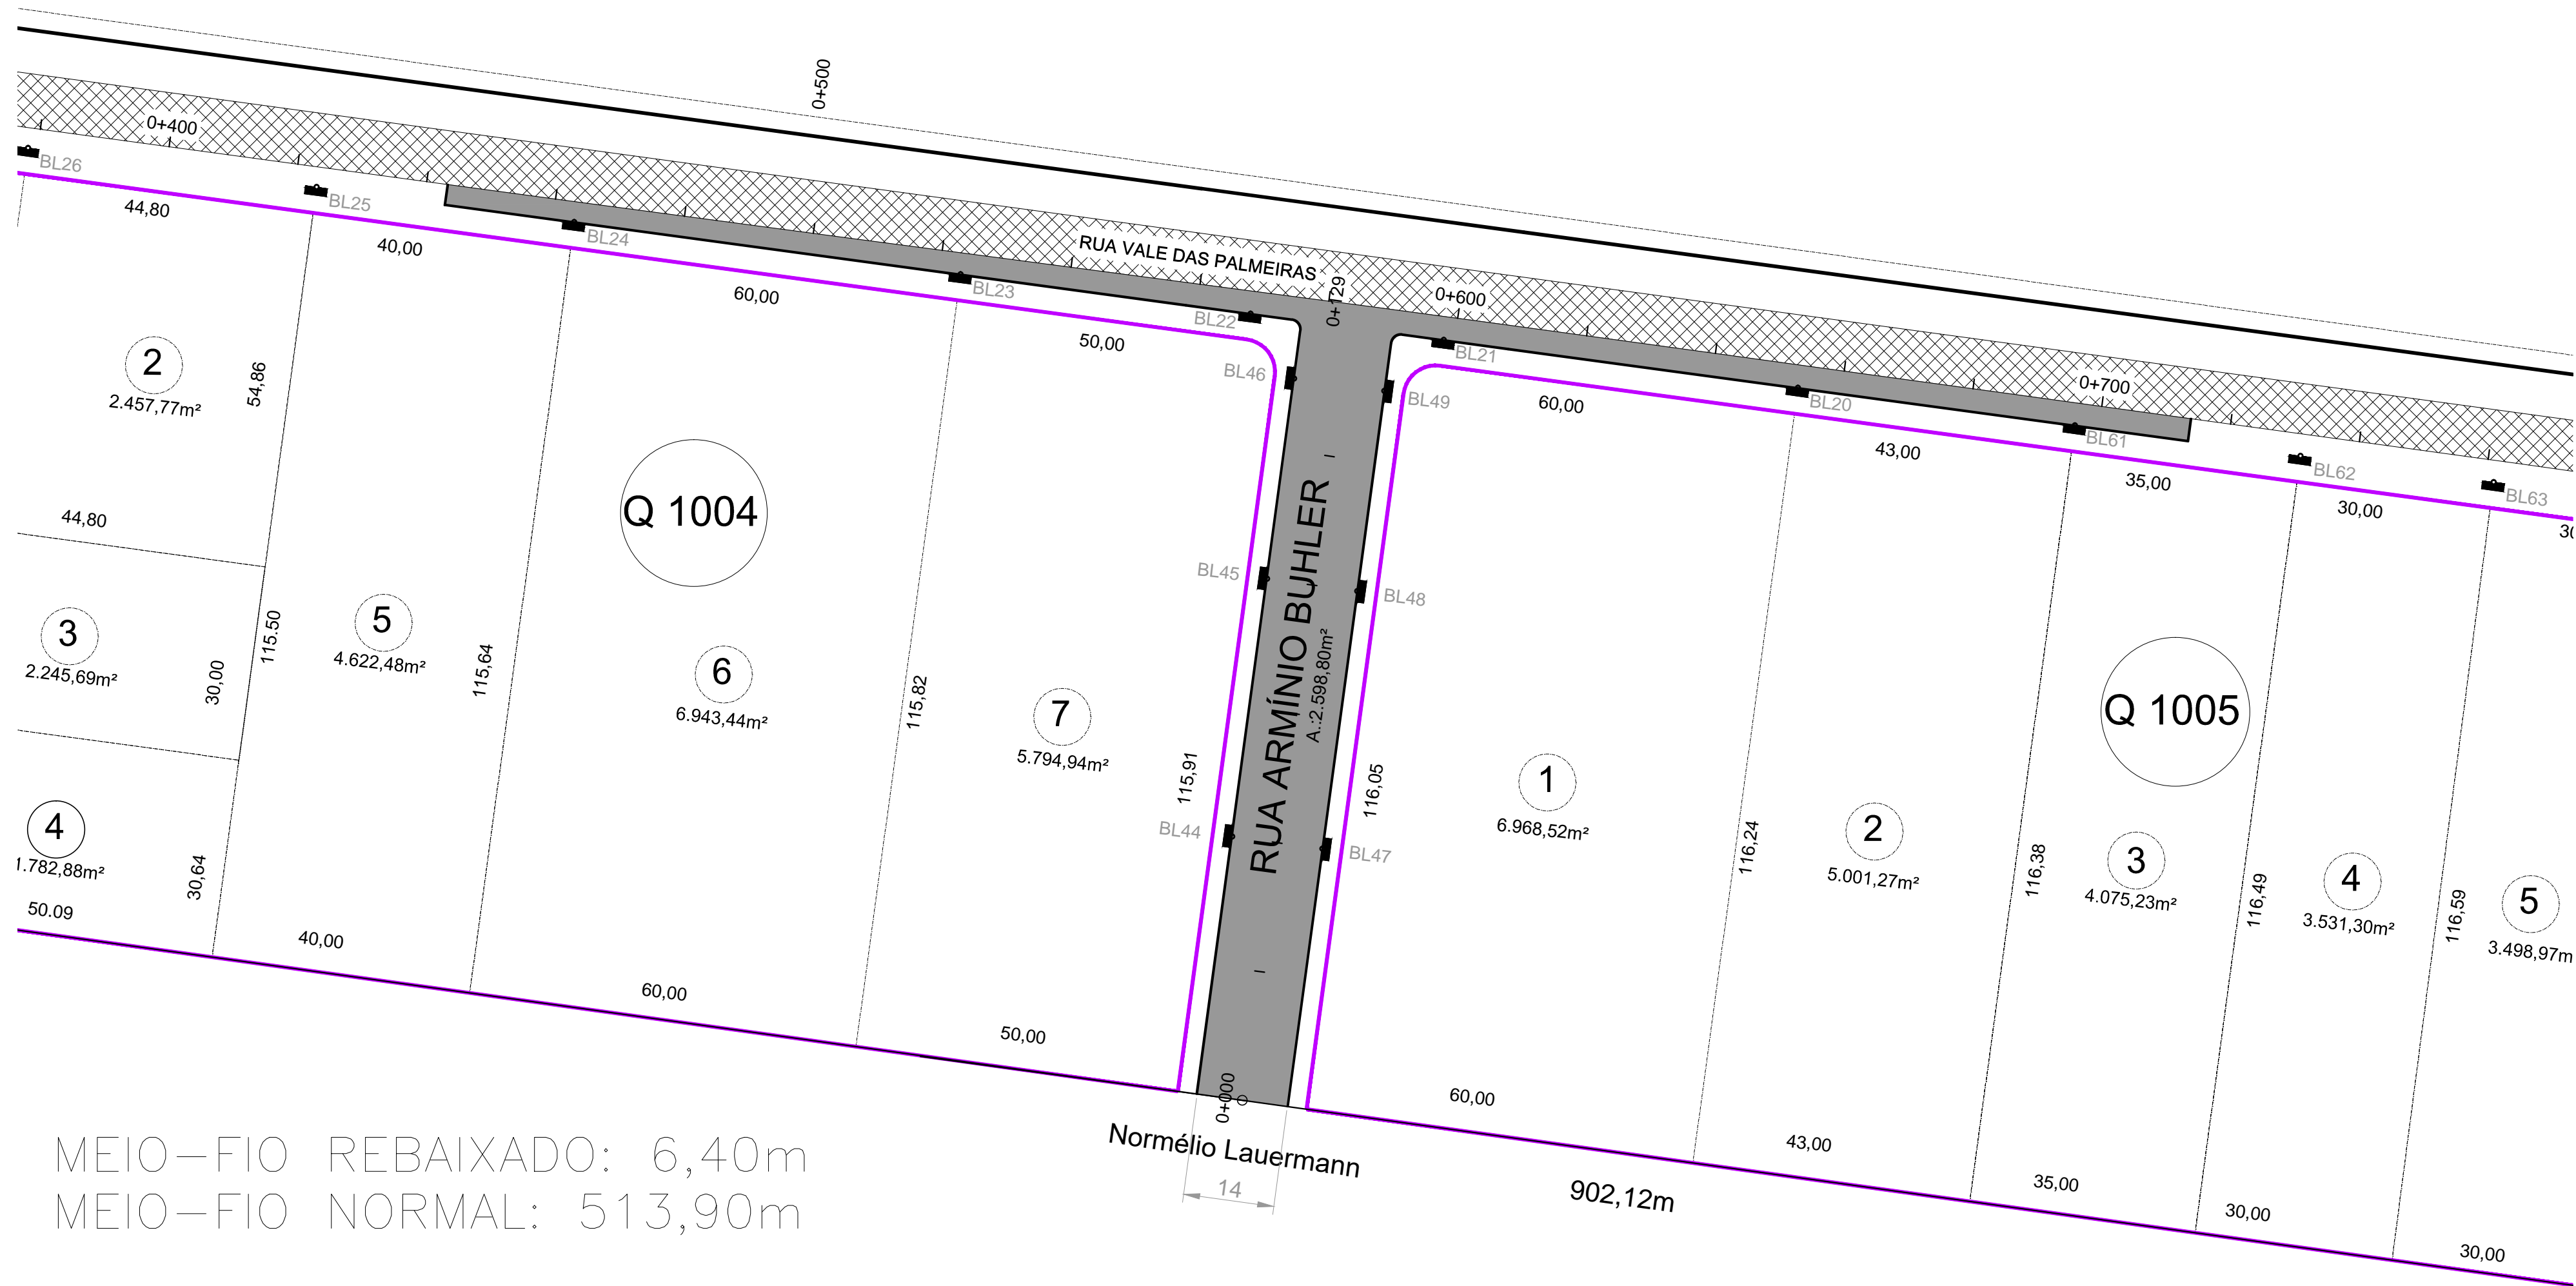 0+500
0+400
BL26
BL25
44,80
40,00
BL24
RUA VALE DAS PALMEIRAS
0+129
0+600
60,00
BL23
BL22
BL21
50,00
BL46
BL49
60,00
BL20
0+700
BL61
43,00
35,00
BL62
30,00
BL63
2
2.457,77m²
54,86
44,80
Q 1004
BL45
BL48
RUA ARMÍNIO BUHLER
A.:2.598,80m²
3
2.245,69m²
30,00
115.50
5
4.622,48m²
115,64
6
6.943,44m²
115,82
7
5.794,94m²
115,91
116,05
1
6.968,52m²
Q 1005
116,24
2
5.001,27m²
116,38
3
4.075,23m²
116,49
4
3.531,30m²
116,59
5
3.498,97m
4
1.782,88m²
50.09
30,64
BL44
BL47
40,00
60,00
50,00
0+000
60,00
43,00
35,00
30,00
30,00
Normélio Lauermann
14
902,12m
MEIO-FIO REBAIXADO: 6,40m
MEIO-FIO NORMAL: 513,90m